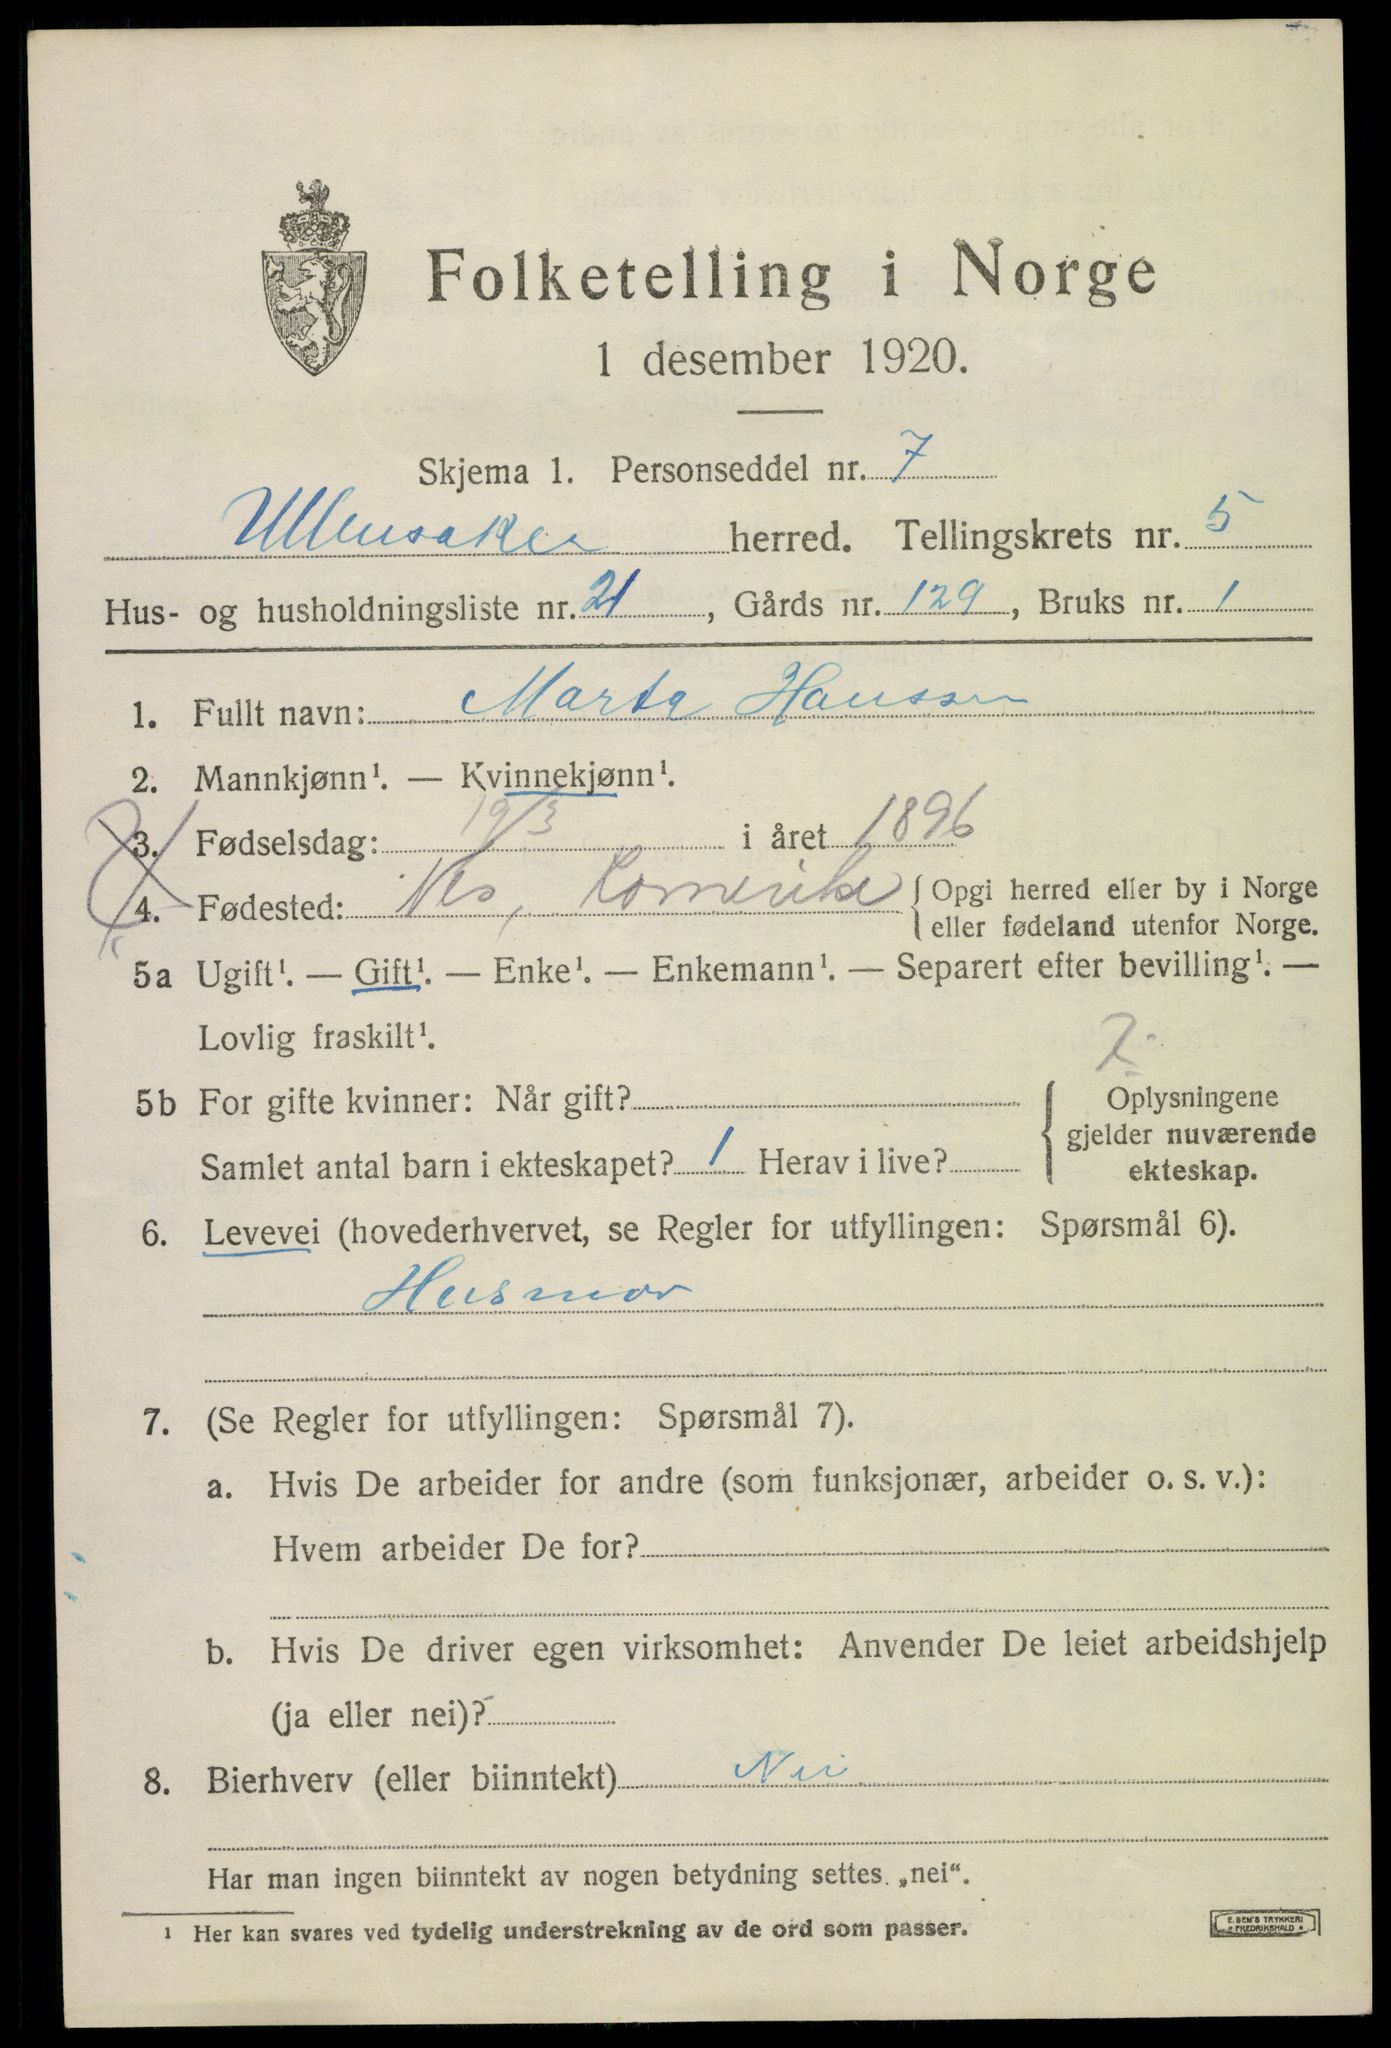 Folketelling i Norge
1 desember 1920.
Skjema 1. Personseddel nr. 7
Ullensaker herred. Tellingskrets nr. 5
Hus- og husholdningsliste nr. 21, Gårds nr. 129, Bruks nr. 1
1. Fullt navn: Marta Hanssen
2. Mannkjønn¹. — Kvinnekjønn¹.
3. Fødselsdag: 19/3 i året 1896
4. Fødested: Nes, Romerike { Opgi herred eller by i Norge
eller fødeland utenfor Norge.
5a Ugift¹. — Gift¹. — Enke¹. — Enkemann¹. — Separert efter bevilling¹. —
Lovlig fraskilt¹.
?
5b For gifte kvinner: Når gift? { Oplysningene
gjelder nuværende
Samlet antal barn i ekteskapet? 1 Herav i live?
ekteskap.
6. Levevei (hovederhvervet, se Regler for utfyllingen: Spørsmål 6).
Husmor
7. (Se Regler for utfyllingen: Spørsmål 7).
a. Hvis De arbeider for andre (som funksjonær, arbeider o. s. v.):
Hvem arbeider De for?
b. Hvis De driver egen virksomhet: Anvender De leiet arbeidshjelp
(ja eller nei)?
8. Bierhverv (eller biinntekt) Nei
Har man ingen biinntekt av nogen betydning settes „nei“.
¹ Her kan svares ved tydelig understrekning av de ord som passer.
E. SEM'S TRYKKERI
FREDRIKSHALD